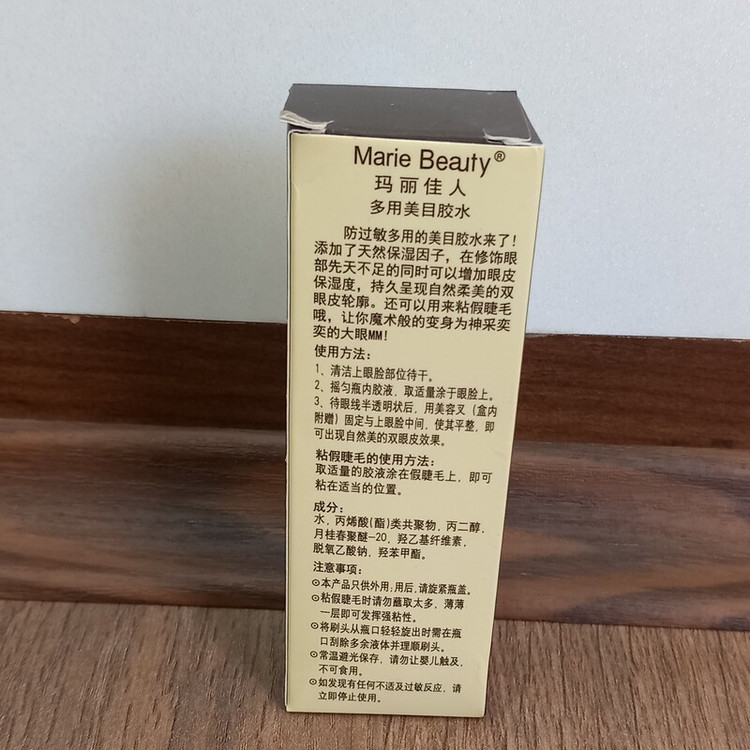 Marie Beauty®
玛丽佳人
多用美目胶水
防过敏多用的美目胶水来了!
添加了天然保湿因子，在修饰眼
部先天不足的同时可以增加眼皮
保湿度，持久呈现自然柔美的双
眼皮轮廓。还可以用来粘假睫毛
哦，让你魔术般的变身为神采奕
奕的大眼MM!
使用方法:
1、清洁上眼脸部位待干。
2、摇匀瓶内胶液，取适量涂于眼脸上。
3、待眼线半透明状后，用美容叉(盒内
附赠)固定与上眼脸中间，使其平整，即
可出现自然美的双眼皮效果。
粘假睫毛的使用方法:
取适量的胶液涂在假睫毛上，即可
粘在适当的位置。
成分:
水，丙烯酸(酯)类共聚物，丙二醇，
月桂春聚醚-20，羟乙基纤维素，
脱氧乙酸钠，羟苯甲酯。
注意事项:
⊙本产品只供外用;用后,请旋紧瓶盖。
⊙粘假睫毛时请勿蘸取太多，薄薄
一层即可发挥强粘性。
⊙将刷头从瓶口轻轻旋出时需在瓶
口刮除多余液体并理顺刷头。
⊙常温避光保存，请勿让婴儿触及，
不可食用。
⊙如发现有任何不适及过敏反应，请
立即停止使用。